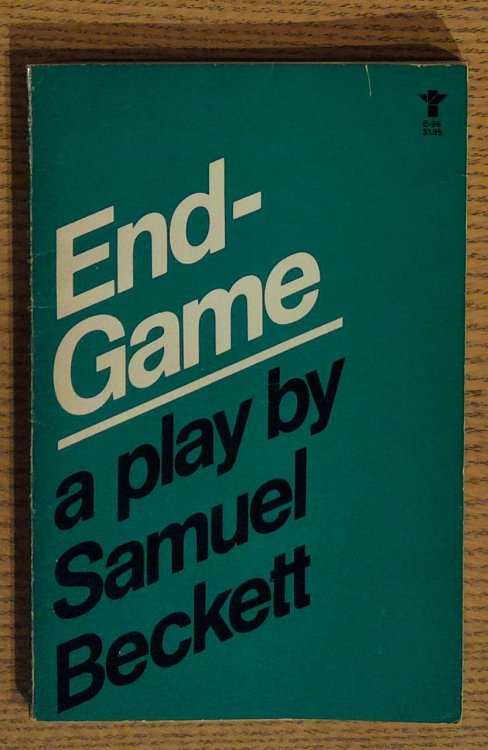 E-96
$1.95
End-
Game
a play by
Samuel
Beckett